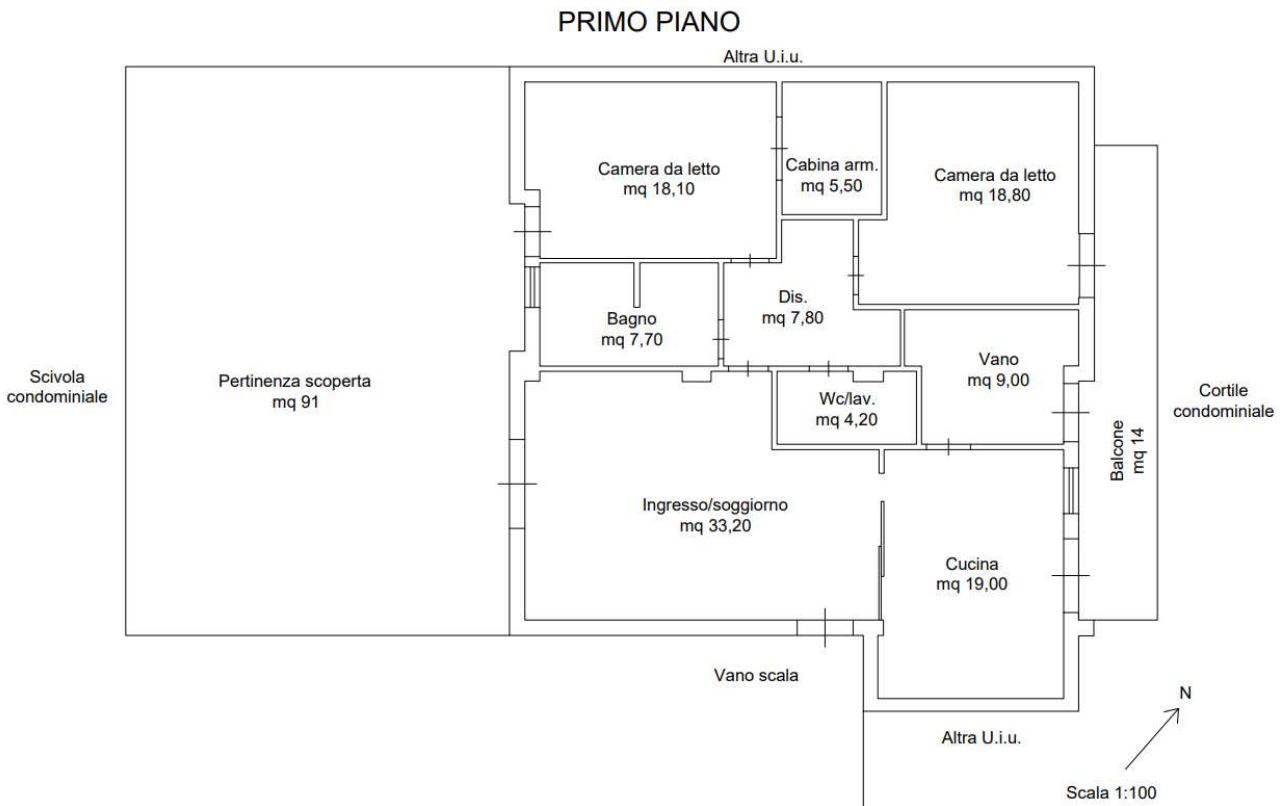 PRIMO PIANO
Altra U.i.u.
Camera da letto
mq 18,10
Cabina arm.
mq 5,50
Camera da letto
mq 18,80
Dis.
mq 7,80
Bagno
mq 7,70
Vano
mq 9,00
Scivola
condominiale
Pertinenza scoperta
mq 91
Wc/lav.
mq 4,20
Cortile
condominiale
Balcone
mq 14
Ingresso/soggiorno
mq 33,20
Cucina
mq 19,00
Vano scala
N
Altra U.i.u.
Scala 1:100